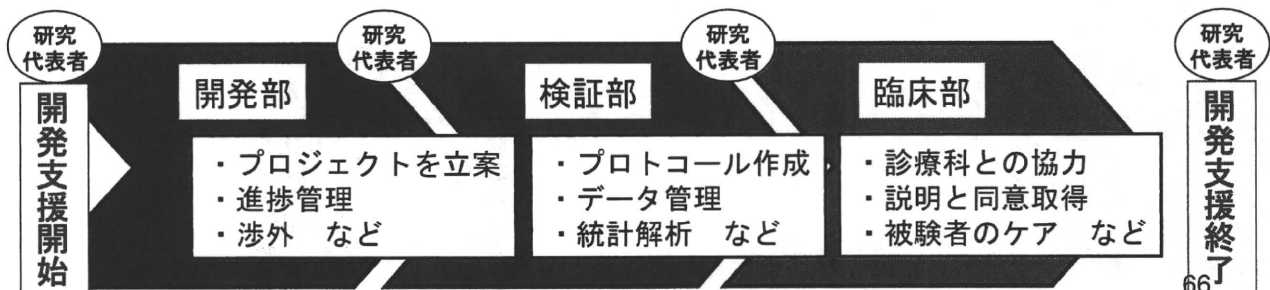 研究
代表者
研究
代表者
研究
代表者
研究
代表者
開発支援開始
開発部
・プロジェクトを立案
・進捗管理
・渉外　など
検証部
・プロトコール作成
・データ管理
・統計解析　など
臨床部
・診療科との協力
・説明と同意取得
・被験者のケア　など
開発支援終了
66